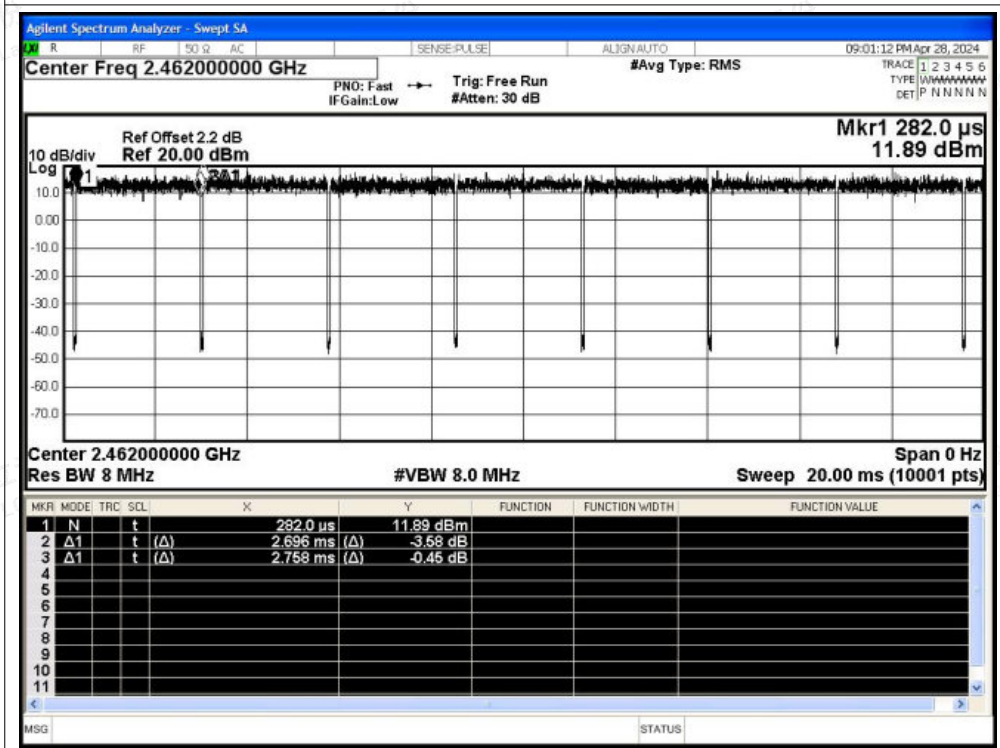 Agilent Spectrum Analyzer - Swept SA
LXI R RF 50 Ω AC SENSE:PULSE ALIGN AUTO 09:01:12 PM Apr 28, 2024
Center Freq 2.462000000 GHz
#Avg Type: RMS
TRACE 1 2 3 4 5 6
TYPE WWWWWW
DET P N N N N N
PNO: Fast
IFGain:Low
Trig: Free Run
#Atten: 30 dB
Mkr1 282.0 µs
11.89 dBm
Ref Offset 2.2 dB
10 dB/div Ref 20.00 dBm
Log
1
3Δ1
10.0
0.00
-10.0
-20.0
-30.0
-40.0
-50.0
-60.0
-70.0
Center 2.462000000 GHz Span 0 Hz
Res BW 8 MHz #VBW 8.0 MHz Sweep 20.00 ms (10001 pts)
MKR MODE TRC SCL X Y FUNCTION FUNCTION WIDTH FUNCTION VALUE
1 N t 282.0 µs 11.89 dBm
2 Δ1 t (Δ) 2.696 ms (Δ) -3.58 dB
3 Δ1 t (Δ) 2.758 ms (Δ) -0.45 dB
4
5
6
7
8
9
10
11
MSG STATUS